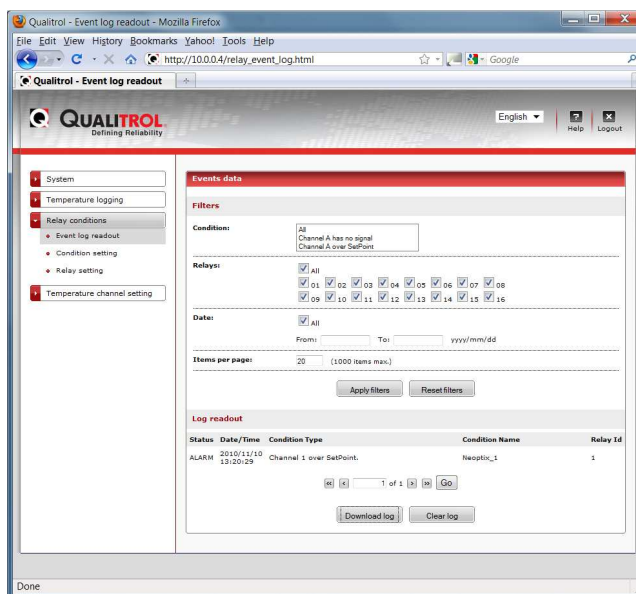 Qualitrol - Event log readout - Mozilla Firefox
File Edit View History Bookmarks Yahoo! Tools Help
http://10.0.0.4/relay_event_log.html
Google
Qualitrol - Event log readout
QUALITROL
Defining Reliability
English
Help Logout
System
Temperature logging
Relay conditions
Event log readout
Condition setting
Relay setting
Temperature channel setting
Events data
Filters
Condition:
All
Channel A has no signal
Channel A over SetPoint
Relays:
All
01 02 03 04 05 06 07 08
09 10 11 12 13 14 15 16
Date:
All
From: To: yyyy/mm/dd
Items per page: 20 (1000 items max.)
Apply filters Reset filters
Log readout
Status Date/Time Condition Type Condition Name Relay Id
ALARM 2010/11/10 13:20:29 Channel 1 over SetPoint. Neoptix_1 1
1 of 1 Go
Download log Clear log
Done